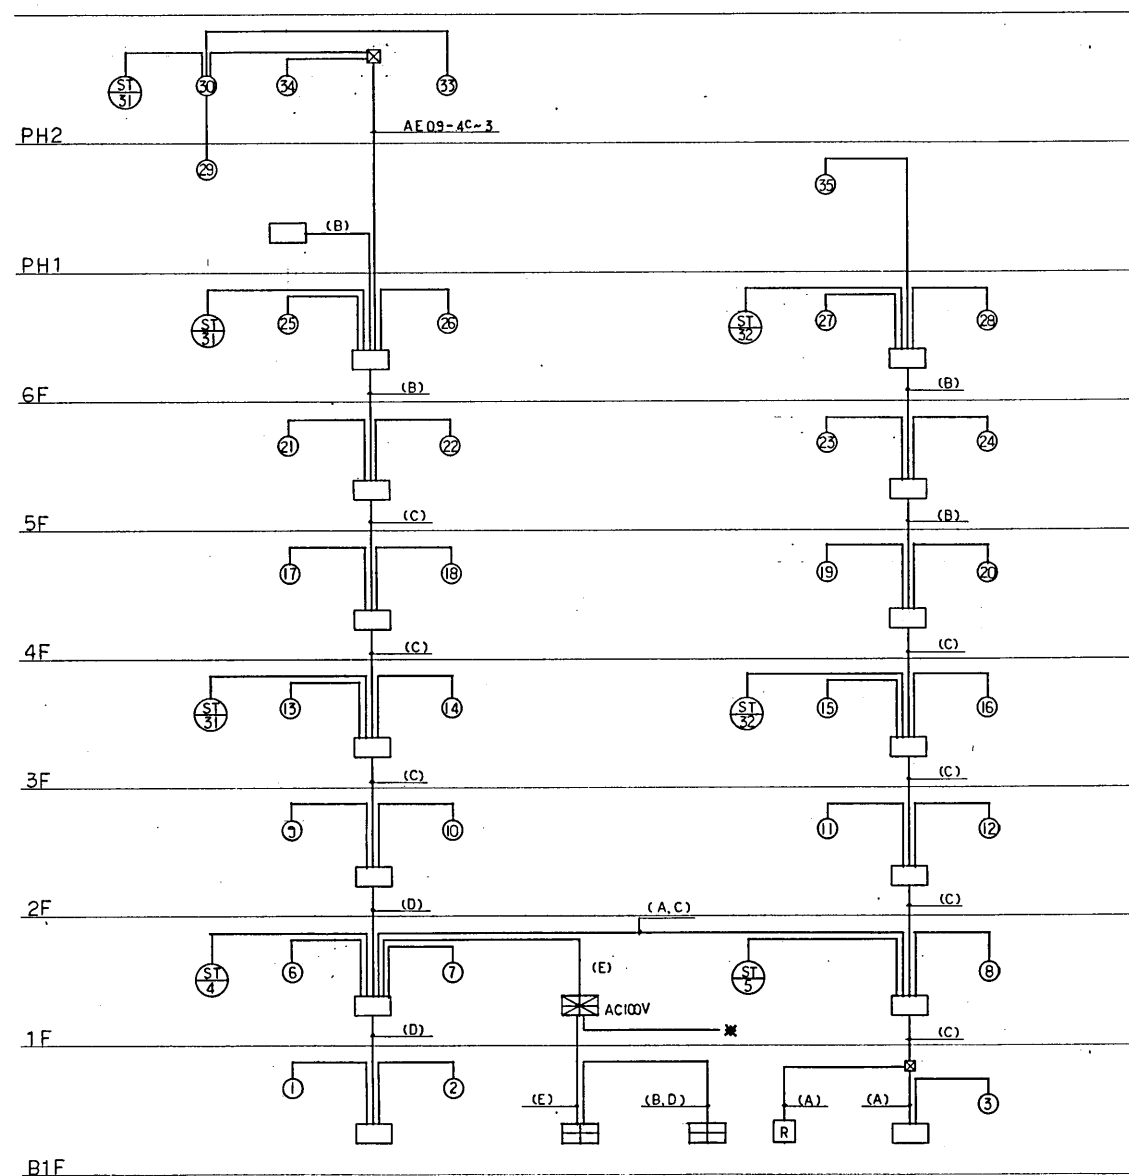 ST 31
30
34
33
AE0.9-4C~3
PH2
29
35
(B)
PH1
ST 31
25
26
ST 32
27
28
(B)
(B)
6F
21
22
23
24
(C)
(B)
5F
17
18
19
20
(C)
(C)
4F
ST 31
13
14
ST 32
15
16
(C)
(C)
3F
9
10
11
12
(D)
(A,C)
(C)
2F
ST 4
6
7
(E)
ST 5
8
AC100V
(D)
(C)
1F
1
2
(E)
(B,D)
(A)
(A)
3
R
B1F